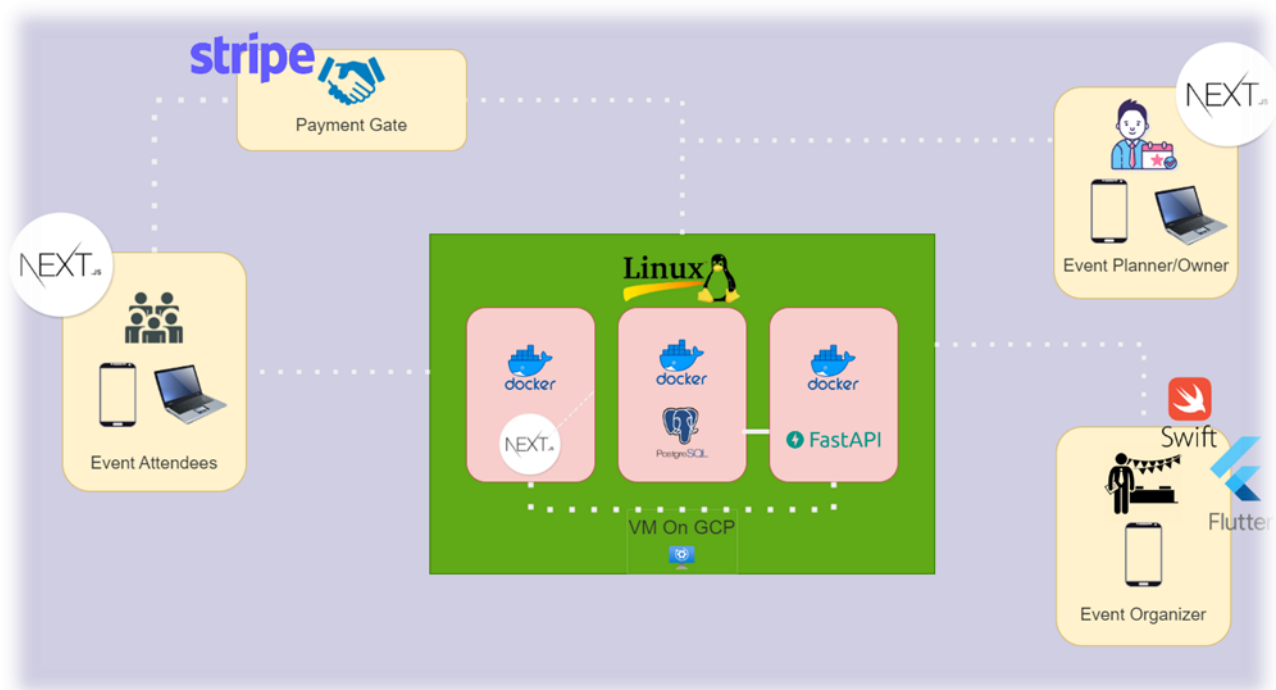 stripe
Payment Gate
NEXT.JS
Event Planner/Owner
NEXT.JS
Event Attendees
Linux
docker
NEXT.JS
docker
PostgreSQL
docker
FastAPI
VM On GCP
Swift
Flutter
Event Organizer